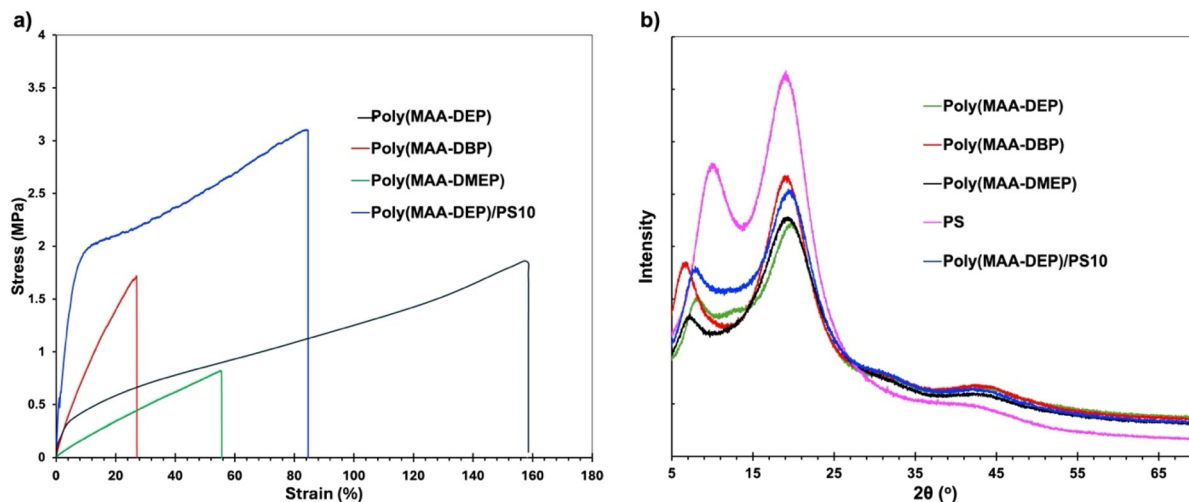 a)
4
3.5
3
2.5
2
1.5
1
0.5
0
Stress (MPa)
Poly(MAA-DEP)
Poly(MAA-DBP)
Poly(MAA-DMEP)
Poly(MAA-DEP)/PS10
0 20 40 60 80 100 120 140 160 180
Strain (%)
b)
Intensity
Poly(MAA-DEP)
Poly(MAA-DBP)
Poly(MAA-DMEP)
PS
Poly(MAA-DEP)/PS10
5 15 25 35 45 55 65
2θ (°)